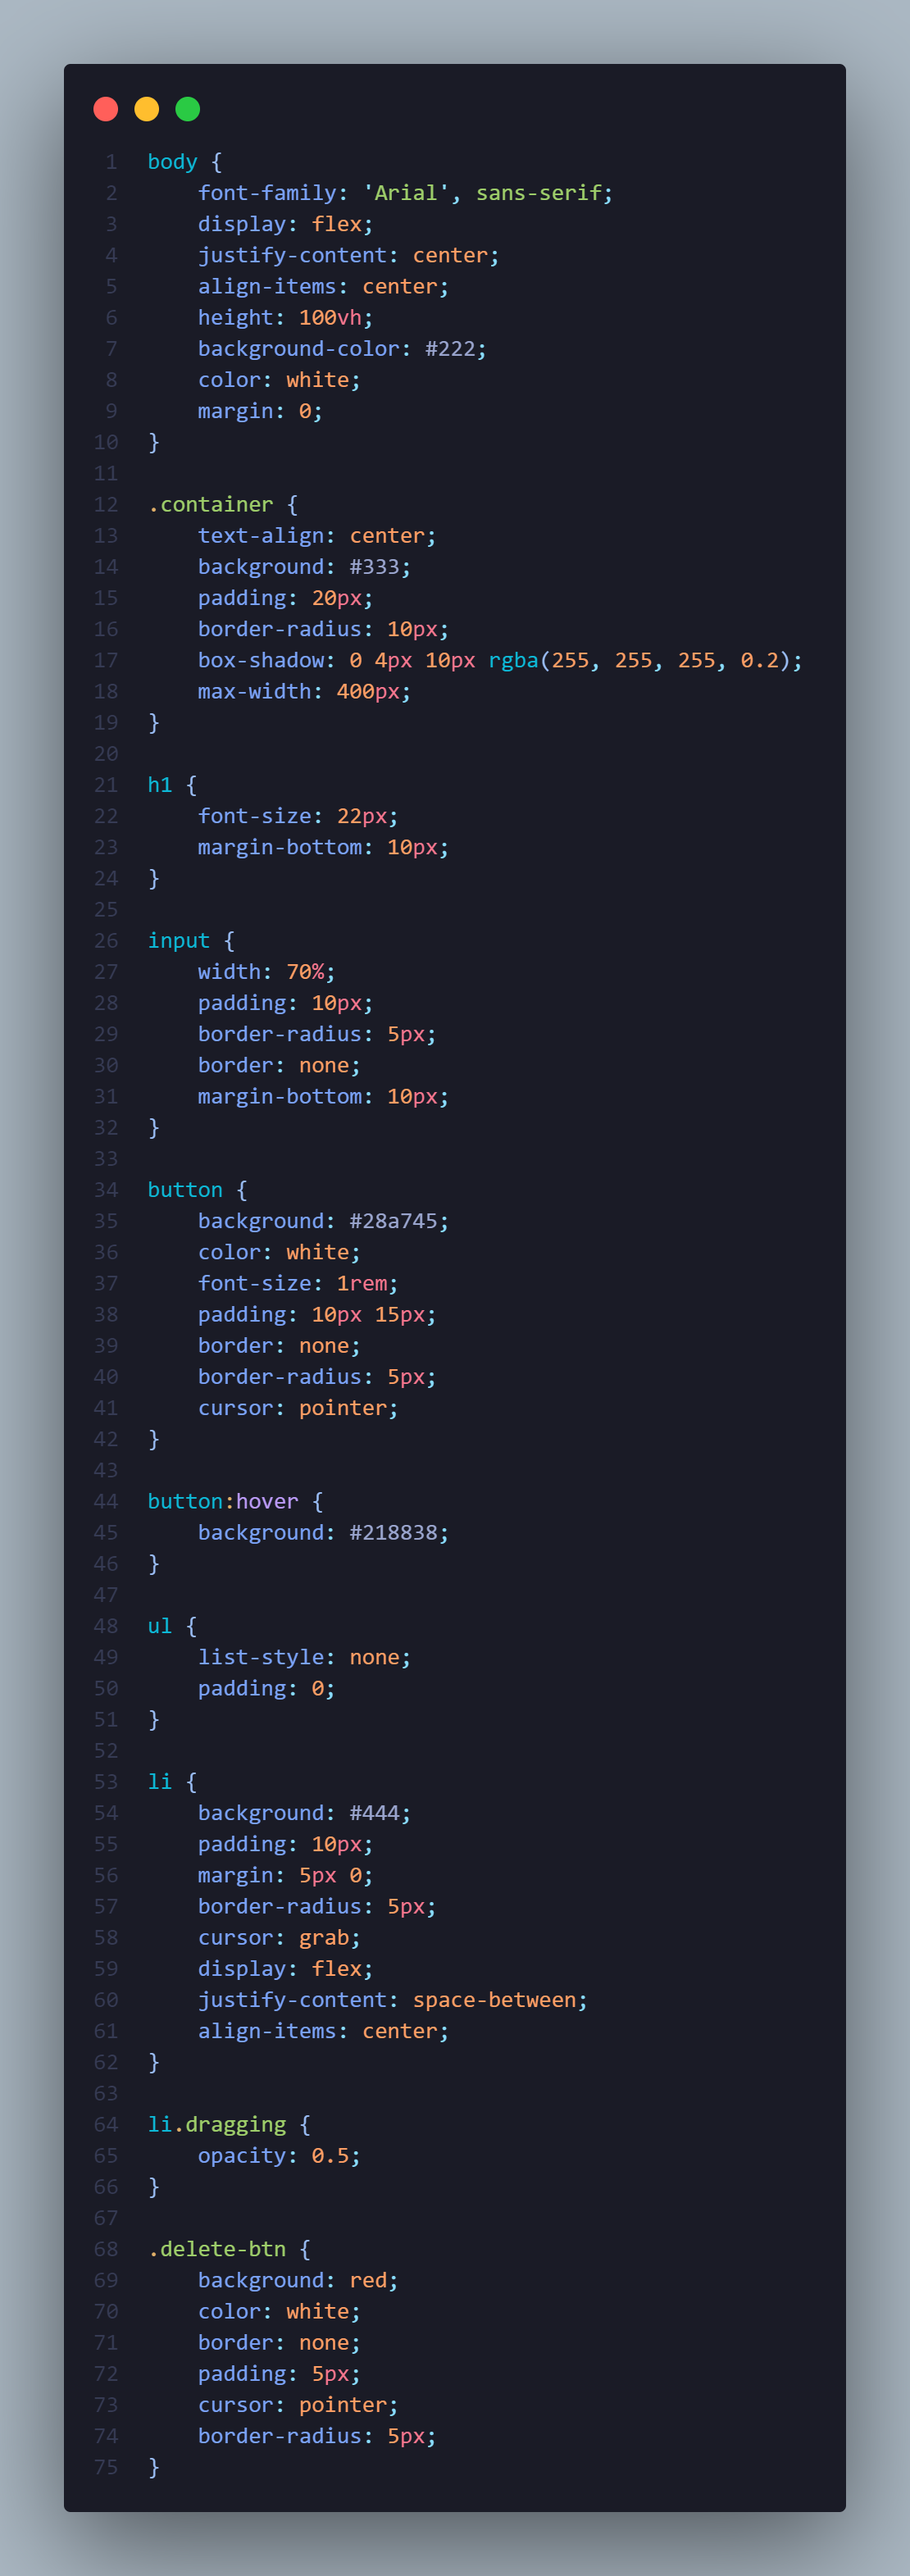 1 body {
2     font-family: 'Arial', sans-serif;
3     display: flex;
4     justify-content: center;
5     align-items: center;
6     height: 100vh;
7     background-color: #222;
8     color: white;
9     margin: 0;
10 }
11
12 .container {
13     text-align: center;
14     background: #333;
15     padding: 20px;
16     border-radius: 10px;
17     box-shadow: 0 4px 10px rgba(255, 255, 255, 0.2);
18     max-width: 400px;
19 }
20
21 h1 {
22     font-size: 22px;
23     margin-bottom: 10px;
24 }
25
26 input {
27     width: 70%;
28     padding: 10px;
29     border-radius: 5px;
30     border: none;
31     margin-bottom: 10px;
32 }
33
34 button {
35     background: #28a745;
36     color: white;
37     font-size: 1rem;
38     padding: 10px 15px;
39     border: none;
40     border-radius: 5px;
41     cursor: pointer;
42 }
43
44 button:hover {
45     background: #218838;
46 }
47
48 ul {
49     list-style: none;
50     padding: 0;
51 }
52
53 li {
54     background: #444;
55     padding: 10px;
56     margin: 5px 0;
57     border-radius: 5px;
58     cursor: grab;
59     display: flex;
60     justify-content: space-between;
61     align-items: center;
62 }
63
64 li.dragging {
65     opacity: 0.5;
66 }
67
68 .delete-btn {
69     background: red;
70     color: white;
71     border: none;
72     padding: 5px;
73     cursor: pointer;
74     border-radius: 5px;
75 }